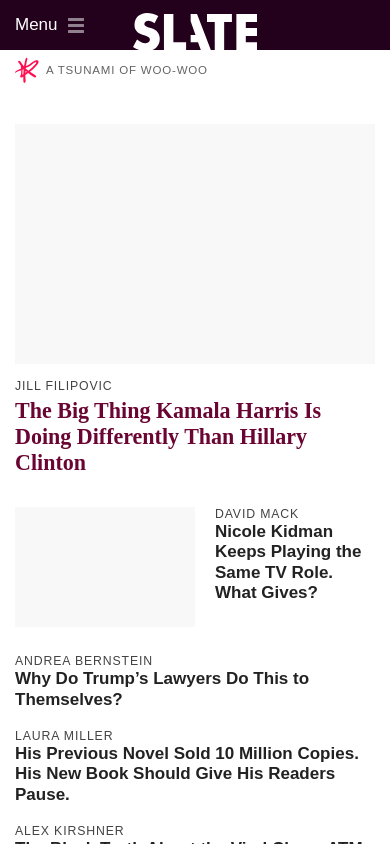 Menu
SLATE
A TSUNAMI OF WOO-WOO
JILL FILIPOVIC
The Big Thing Kamala Harris Is
Doing Differently Than Hillary
Clinton
DAVID MACK
Nicole Kidman
Keeps Playing the
Same TV Role.
What Gives?
ANDREA BERNSTEIN
Why Do Trump’s Lawyers Do This to
Themselves?
LAURA MILLER
His Previous Novel Sold 10 Million Copies.
His New Book Should Give His Readers
Pause.
ALEX KIRSHNER